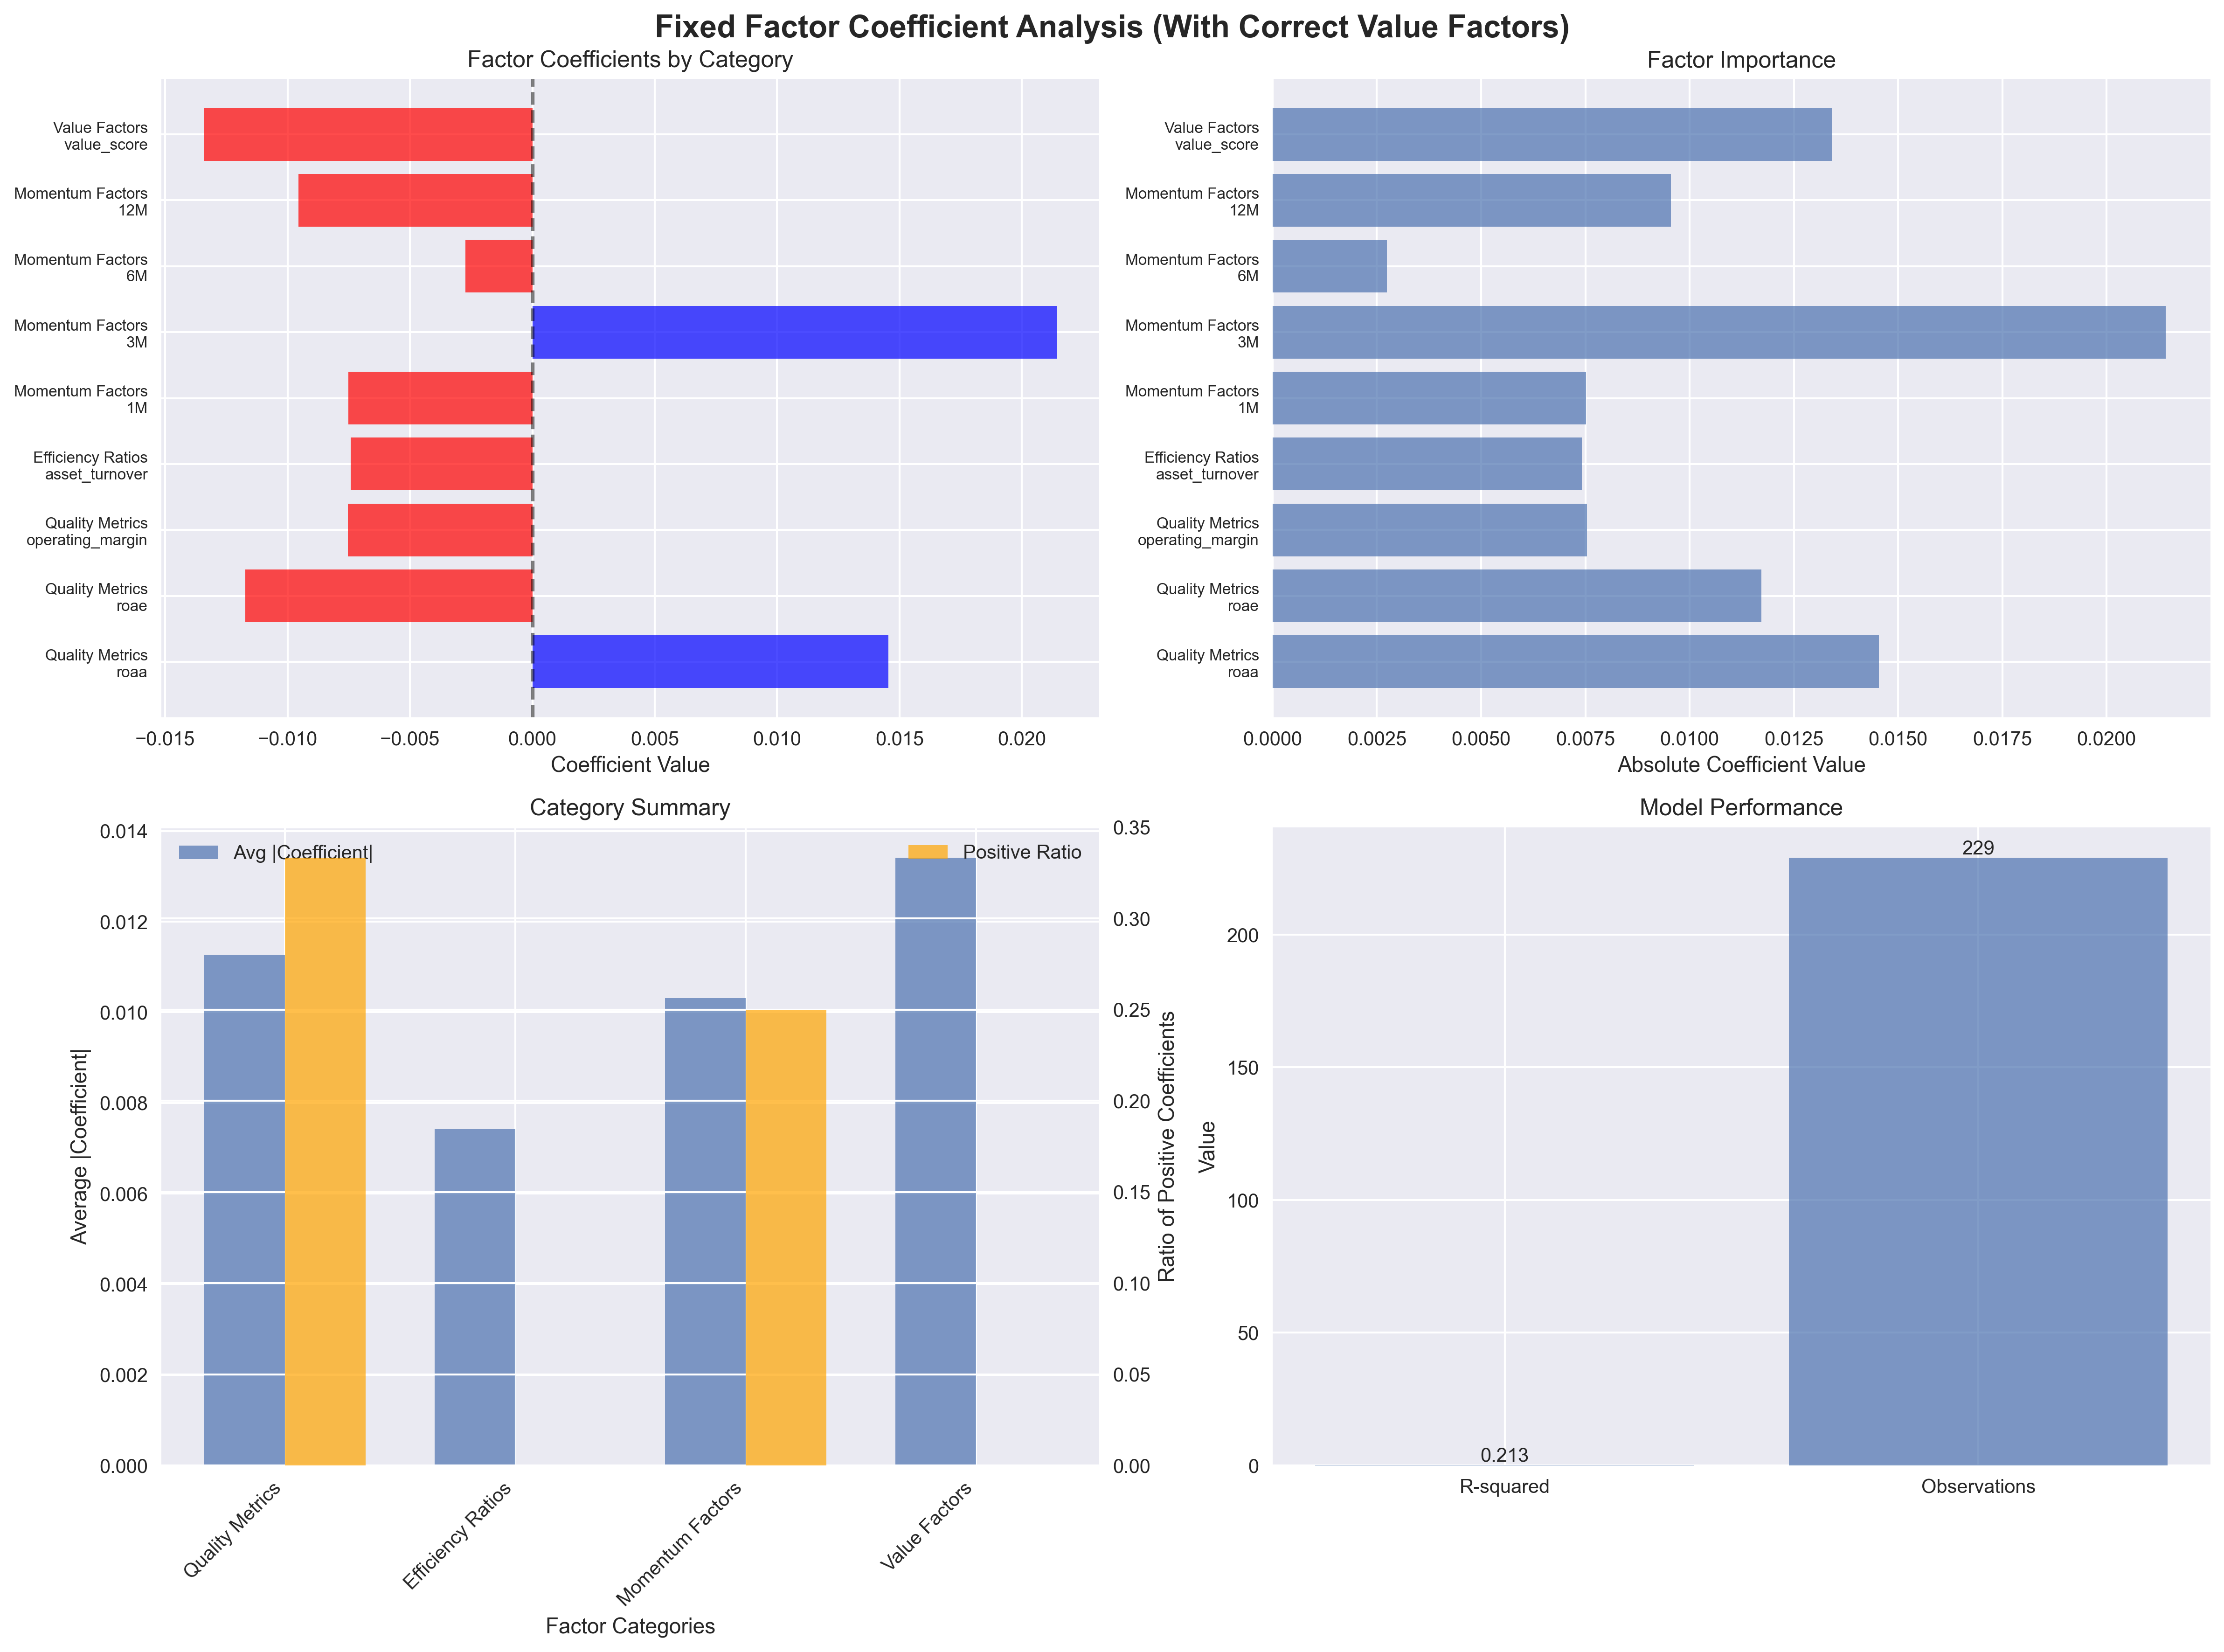 Fixed Factor Coefficient Analysis (With Correct Value Factors)
Factor Coefficients by Category
Value Factors
value_score
Momentum Factors
12M
Momentum Factors
6M
Momentum Factors
3M
Momentum Factors
1M
Efficiency Ratios
asset_turnover
Quality Metrics
operating_margin
Quality Metrics
roae
Quality Metrics
roaa
−0.015 −0.010 −0.005 0.000 0.005 0.010 0.015 0.020
Coefficient Value
Factor Importance
Value Factors
value_score
Momentum Factors
12M
Momentum Factors
6M
Momentum Factors
3M
Momentum Factors
1M
Efficiency Ratios
asset_turnover
Quality Metrics
operating_margin
Quality Metrics
roae
Quality Metrics
roaa
0.0000 0.0025 0.0050 0.0075 0.0100 0.0125 0.0150 0.0175 0.0200
Absolute Coefficient Value
Category Summary
Avg |Coefficient|
Positive Ratio
0.014
0.012
0.010
0.008
0.006
0.004
0.002
0.000
Average |Coefficient|
0.35
0.30
0.25
0.20
0.15
0.10
0.05
0.00
Ratio of Positive Coefficients
Quality Metrics
Efficiency Ratios
Momentum Factors
Value Factors
Factor Categories
Model Performance
229
0.213
200
150
100
50
0
Value
R-squared
Observations